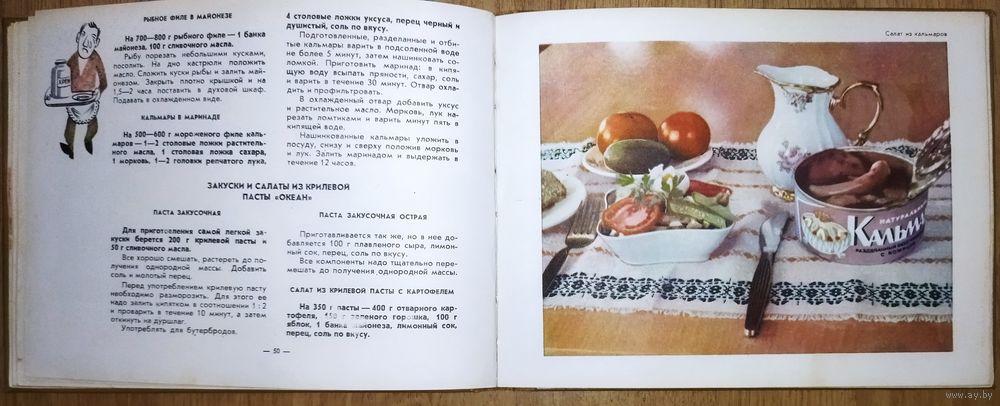 РЫБНОЕ ФИЛЕ В МАЙОНЕЗЕ
На 700—800 г рыбного филе — 1 банка
майонеза, 100 г сливочного масла.
Рыбу порезать небольшими кусками,
посолить. На дно кастрюли положить
масло. Сложить куски рыбы и залить май-
онезом. Закрыть плотно крышкой и на
1,5—2 часа поставить в духовой шкаф.
Подавать в охлажденном виде.
КАЛЬМАРЫ В МАРИНАДЕ
На 500—600 г мороженого филе каль-
маров — 1—2 столовые ложки раститель-
ного масла, 1 столовая ложка сахара,
1 морковь, 1—2 головки репчатого лука,
4 столовые ложки уксуса, перец черный и
душистый, соль по вкусу.
Подготовленные, разделанные и отби-
тые кальмары варить в подсоленной воде
не более 5 минут, затем нашинковать со-
ломкой. Приготовить маринад: в кипя-
щую воду всыпать пряности, сахар, соль
и варить в течение 30 минут. Отвар охла-
дить и профильтровать.
В охлажденный отвар добавить уксус
и растительное масло. Морковь, лук на-
резать ломтиками и варить минут пять в
кипящей воде.
Нашинкованные кальмары уложить в
посуду, снизу и сверху положив морковь
и лук. Залить маринадом и выдержать в
течение 12 часов.
ЗАКУСКИ И САЛАТЫ ИЗ КРИЛЕВОЙ
ПАСТЫ «ОКЕАН»
ПАСТА ЗАКУСОЧНАЯ
Для приготовления самой легкой за-
куски берется 200 г крилевой пасты и
50 г сливочного масла.
Все хорошо смешать, растереть до по-
лучения однородной массы. Добавить
соль и молотый перец.
Перед употреблением крилевую пасту
необходимо разморозить. Для этого ее
надо залить кипятком в соотношении 1 : 2
и проварить в течение 10 минут, а затем
откинуть на дуршлаг.
Употреблять для бутербродов.
ПАСТА ЗАКУСОЧНАЯ ОСТРАЯ
Приготавливается так же, но в нее до-
бавляется 100 г плавленого сыра, лимон-
ный сок, перец, соль по вкусу.
Все компоненты надо тщательно пере-
мешать до получения однородной массы.
САЛАТ ИЗ КРИЛЕВОЙ ПАСТЫ С КАРТОФЕЛЕМ
На 350 г пасты — 400 г отварного кар-
тофеля, г зеленого горошка, 100 г
яблок, 1 банка майонеза, лимонный сок,
перец, соль по вкусу.
— 50 —
Салат из кальмаров
НАТУРАЛЬНЫЕ
КАЛЬМ
www.ay.by